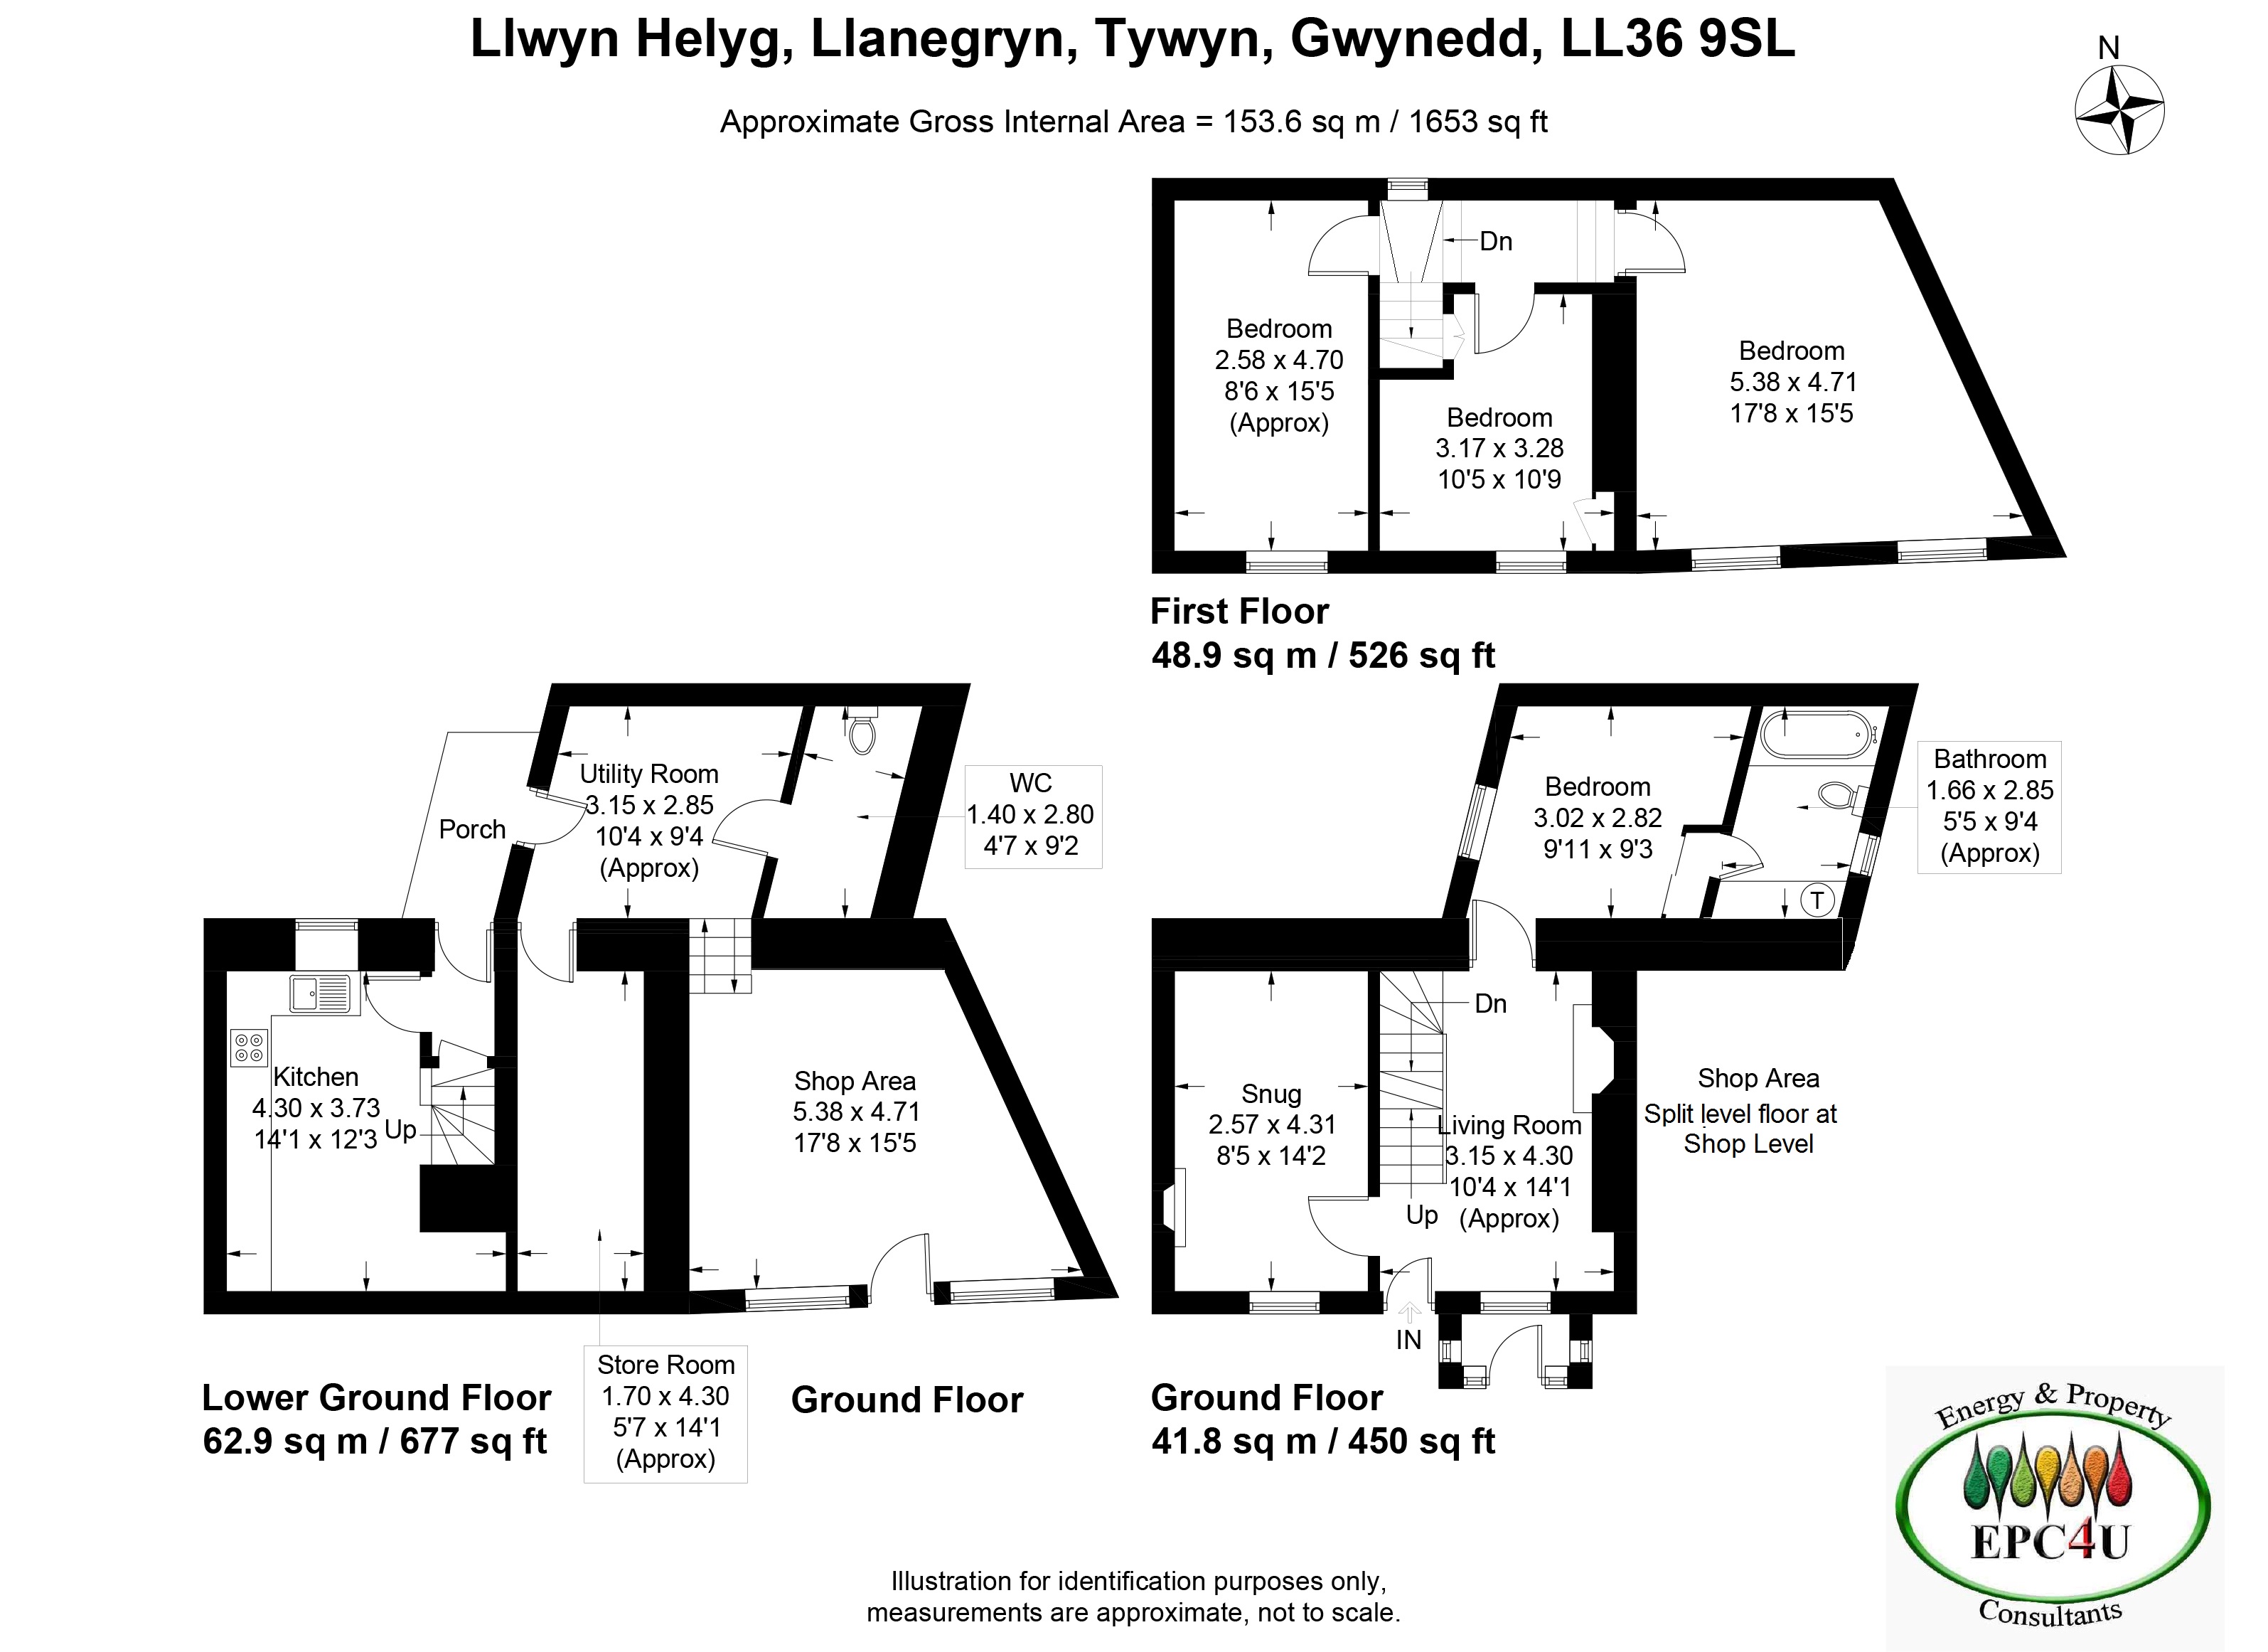 Llwyn Helyg, Llanegryn, Tywyn, Gwynedd, LL36 9SL
N
Approximate Gross Internal Area = 153.6 sq m / 1653 sq ft
Dn
Bedroom
2.58 x 4.70
8'6 x 15'5
(Approx)
Bedroom
3.17 x 3.28
10'5 x 10'9
Bedroom
5.38 x 4.71
17'8 x 15'5
First Floor
48.9 sq m / 526 sq ft
Porch
Utility Room
3.15 x 2.85
10'4 x 9'4
(Approx)
WC
1.40 x 2.80
4'7 x 9'2
Kitchen
4.30 x 3.73
14'1 x 12'3
Up
Shop Area
5.38 x 4.71
17'8 x 15'5
Store Room
1.70 x 4.30
5'7 x 14'1
(Approx)
Lower Ground Floor
62.9 sq m / 677 sq ft
Ground Floor
Bedroom
3.02 x 2.82
9'11 x 9'3
Bathroom
1.66 x 2.85
5'5 x 9'4
(Approx)
T
Dn
Snug
2.57 x 4.31
8'5 x 14'2
Living Room
3.15 x 4.30
10'4 x 14'1
(Approx)
Up
IN
Shop Area
Split level floor at
Shop Level
Ground Floor
41.8 sq m / 450 sq ft
Energy & Property
EPC4U
Consultants
Illustration for identification purposes only,
measurements are approximate, not to scale.